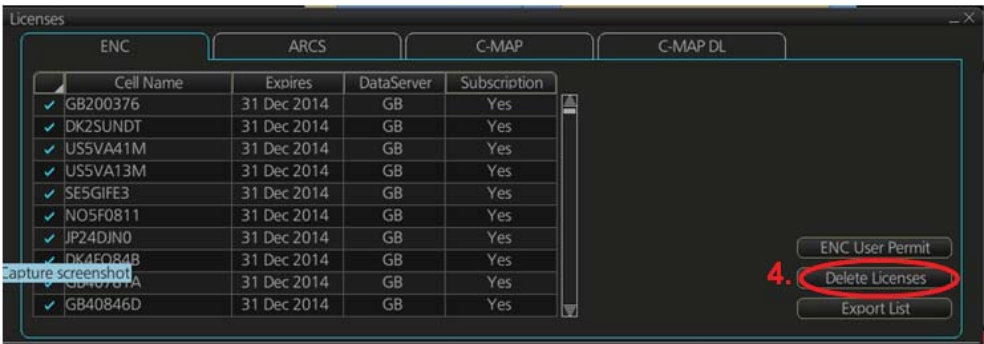 Licenses
ENC ARCS C-MAP C-MAP DL
Cell Name Expires DataServer Subscription
GB200376 31 Dec 2014 GB Yes
DK2SUNDT 31 Dec 2014 GB Yes
US5VA41M 31 Dec 2014 GB Yes
US5VA13M 31 Dec 2014 GB Yes
SE5GIFE3 31 Dec 2014 GB Yes
NO5F0811 31 Dec 2014 GB Yes
JP24DJN0 31 Dec 2014 GB Yes
31 Dec 2014 GB Yes
Capture screenshot
31 Dec 2014 GB Yes
GB40846D 31 Dec 2014 GB Yes
ENC User Permit
4. Delete Licenses
Export List